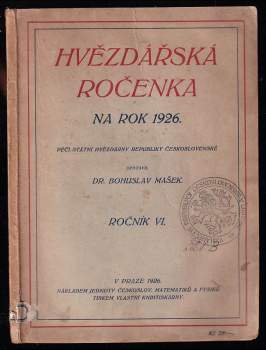 HVĚZDÁŘSKÁ
ROČENKA
NA ROK 1926.
PÉČÍ STÁTNÍ HVĚZDÁRNY REPUBLIKY ČESKOSLOVENSKÉ
SESTAVIL
DR. BOHUSLAV MAŠEK.
ROČNÍK VI.
V PRAZE 1926.
NÁKLADEM JEDNOTY ČESKOSLOV. MATEMATIKŮ A FYSIKŮ
TISKEM VLASTNÍ KNIHTISKÁRNY.